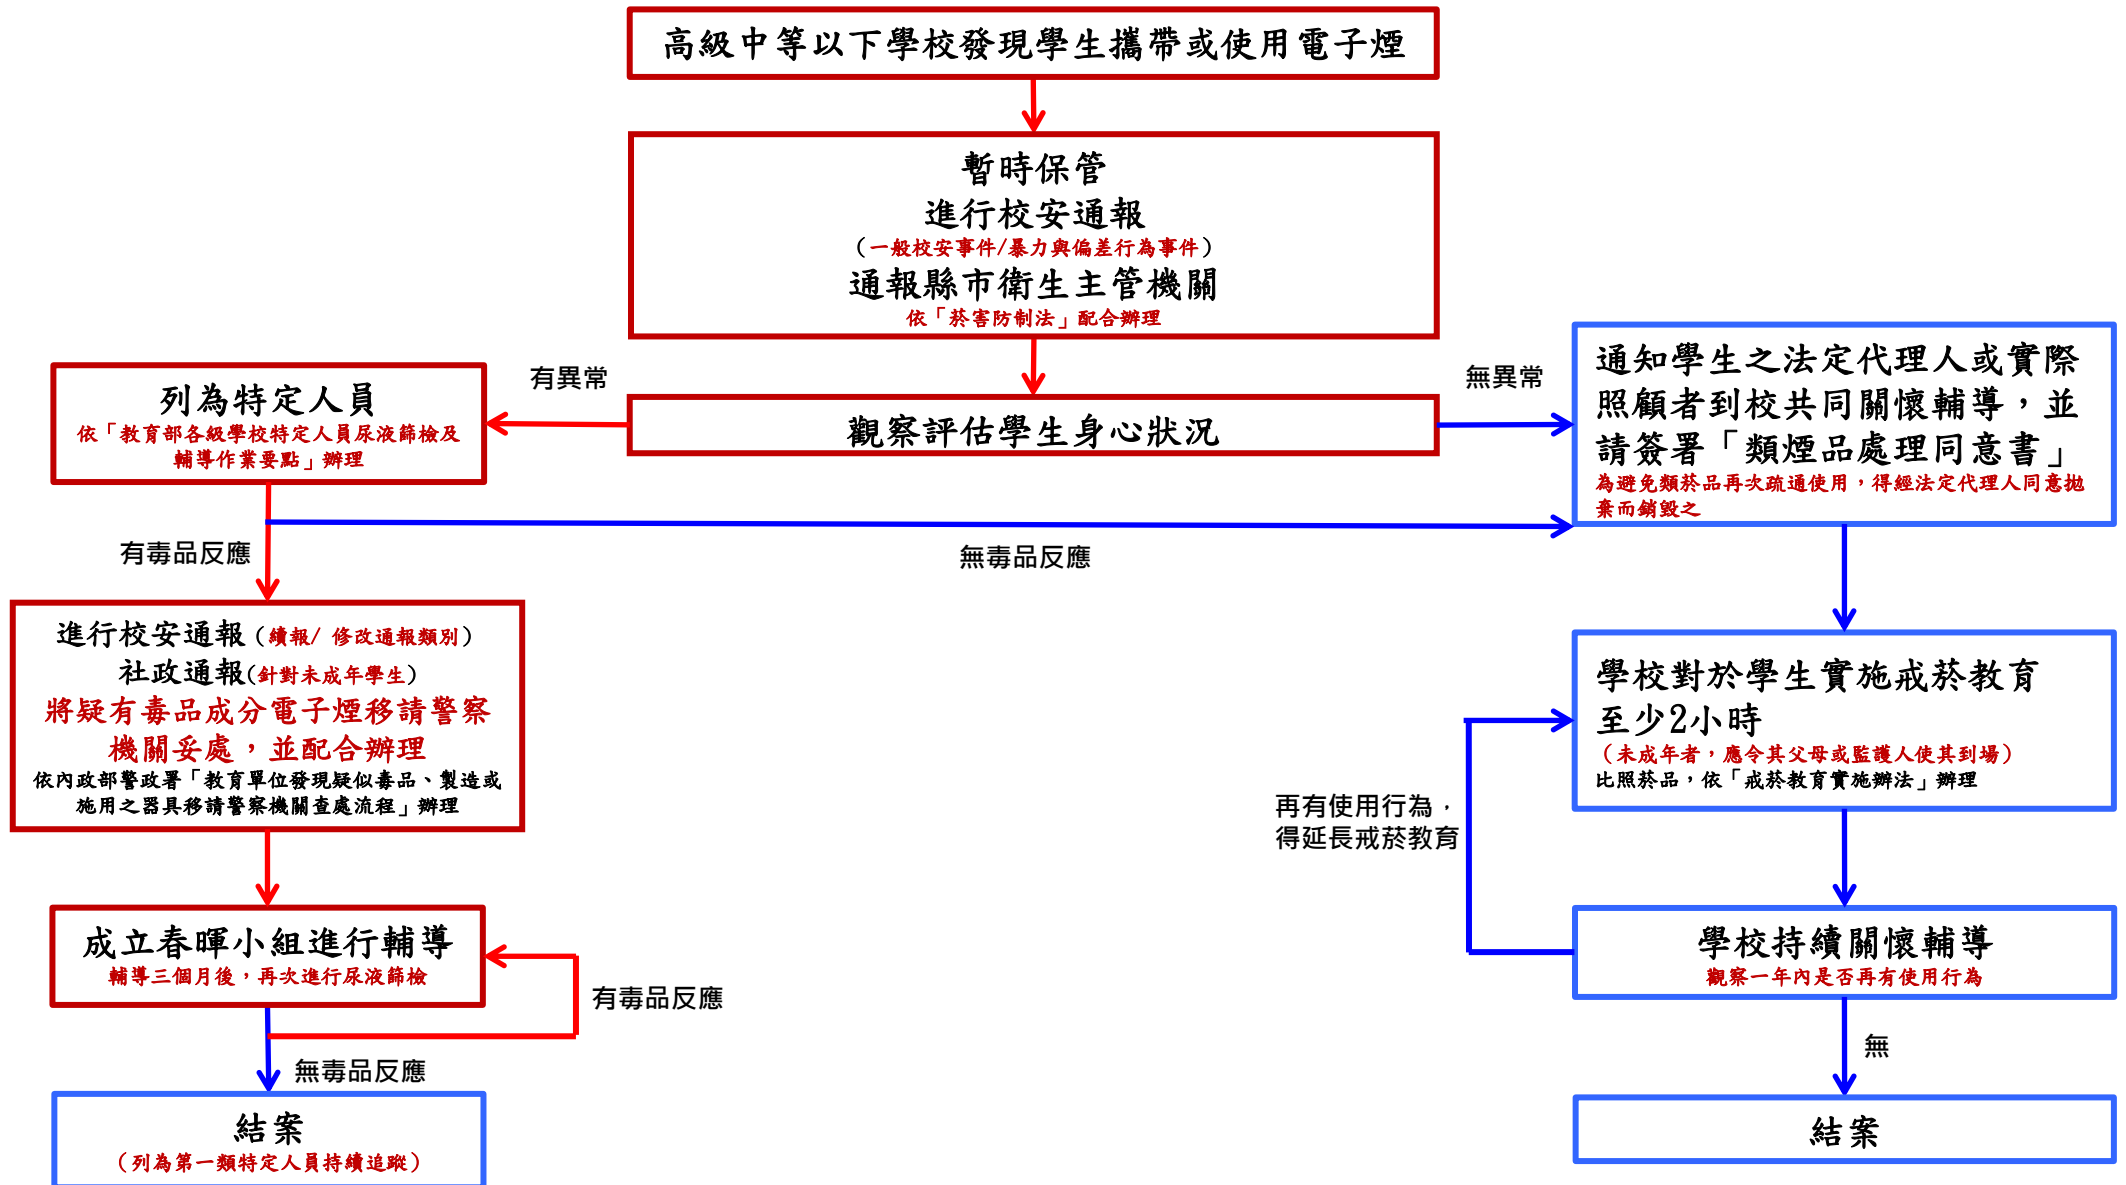 高級中等以下學校發現學生攜帶或使用電子煙
暫時保管
進行校安通報
（一般校安事件/暴力與偏差行為事件）
通報縣市衛生主管機關
依「菸害防制法」配合辦理
有異常
無異常
觀察評估學生身心狀況
列為特定人員
依「教育部各級學校特定人員尿液篩檢及
輔導作業要點」辦理
通知學生之法定代理人或實際
照顧者到校共同關懷輔導，並
請簽署「類煙品處理同意書」
為避免類菸品再次疏通使用，得經法定代理人同意拋
棄而銷毀之
有毒品反應
無毒品反應
進行校安通報（續報/ 修改通報類別）
社政通報(針對未成年學生)
將疑有毒品成分電子煙移請警察
機關妥處，並配合辦理
依內政部警政署「教育單位發現疑似毒品、製造或
施用之器具移請警察機關查處流程」辦理
學校對於學生實施戒菸教育
至少2小時
（未成年者，應令其父母或監護人使其到場）
比照菸品，依「戒菸教育實施辦法」辦理
再有使用行為，
得延長戒菸教育
成立春暉小組進行輔導
輔導三個月後，再次進行尿液篩檢
有毒品反應
無毒品反應
學校持續關懷輔導
觀察一年內是否再有使用行為
無
結案
（列為第一類特定人員持續追蹤）
結案